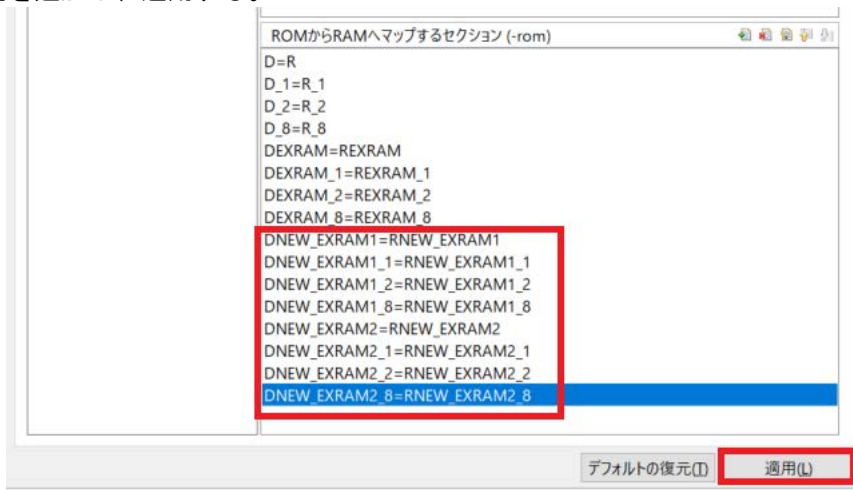 ROMからRAMへマップするセクション (-rom)
D=R
D_1=R_1
D_2=R_2
D_8=R_8
DEXRAM=REXRAM
DEXRAM_1=REXRAM_1
DEXRAM_2=REXRAM_2
DEXRAM_8=REXRAM_8
DNEW_EXRAM1=RNEW_EXRAM1
DNEW_EXRAM1_1=RNEW_EXRAM1_1
DNEW_EXRAM1_2=RNEW_EXRAM1_2
DNEW_EXRAM1_8=RNEW_EXRAM1_8
DNEW_EXRAM2=RNEW_EXRAM2
DNEW_EXRAM2_1=RNEW_EXRAM2_1
DNEW_EXRAM2_2=RNEW_EXRAM2_2
DNEW_EXRAM2_8=RNEW_EXRAM2_8
デフォルトの復元(T) 適用(L)